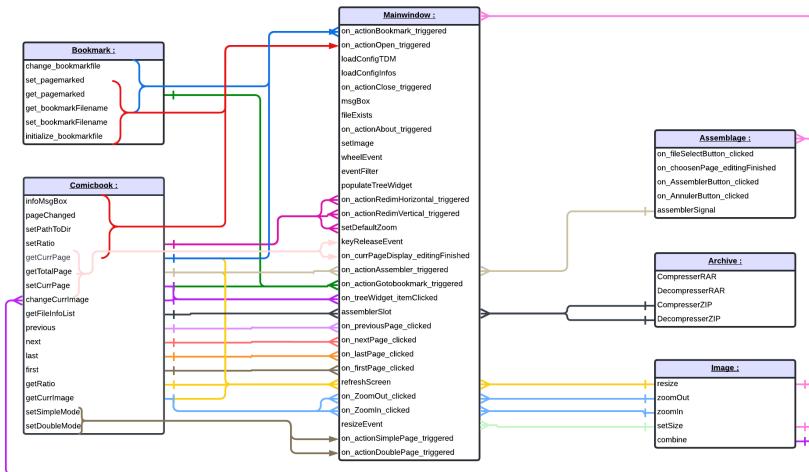 Bookmark :
change_bookmarkfile
set_pagemarked
get_pagemarked
get_bookmarkFilename
set_bookmarkFilename
initialize_bookmarkfile
Comicbook :
infoMsgBox
pageChanged
setPathToDir
setRatio
getCurrPage
getTotalPage
setCurrPage
changeCurrImage
getFileInfoList
previous
next
last
first
getRatio
getCurrImage
setSimpleMode
setDoubleMode
Mainwindow :
on_actionBookmark_triggered
on_actionOpen_triggered
loadConfigTDM
loadConfigInfos
on_actionClose_triggered
msgBox
fileExists
on_actionAbout_triggered
setImage
wheelEvent
eventFilter
populateTreeWidget
on_actionRedimHorizontal_triggered
on_actionRedimVertical_triggered
setDefaultZoom
keyReleaseEvent
on_currPageDisplay_editingFinished
on_actionAssembler_triggered
on_actionGotobookmark_triggered
on_treeWidget_itemClicked
assemblerSlot
on_previousPage_clicked
on_nextPage_clicked
on_lastPage_clicked
on_firstPage_clicked
refreshScreen
on_ZoomOut_clicked
on_ZoomIn_clicked
resizeEvent
on_actionSimplePage_triggered
on_actionDoublePage_triggered
Assemblage :
on_fileSelectButton_clicked
on_choosenPage_editingFinished
on_AssemblerButton_clicked
on_AnnulerButton_clicked
assemblerSignal
Archive :
CompresserRAR
DecompresserRAR
CompresserZIP
DecompresserZIP
Image :
resize
zoomOut
zoomIn
setSize
combine